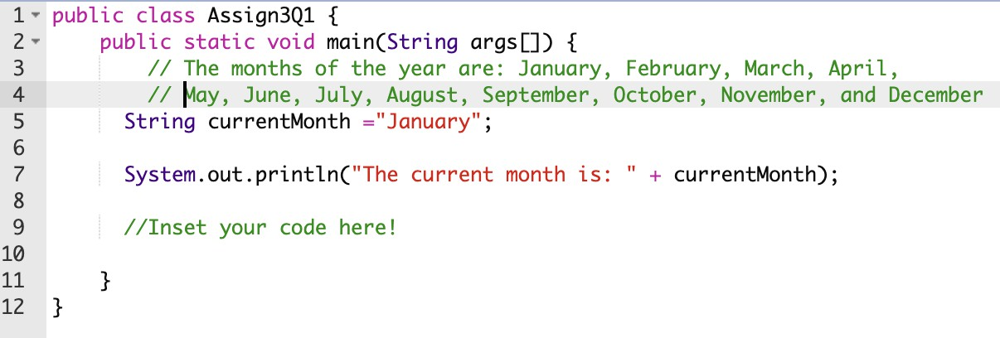 1 public class Assign3Q1 {
2 public static void main(String args[]) {
3 // The months of the year are: January, February, March, April,
4 // May, June, July, August, September, October, November, and December
5 String currentMonth ="January";
6
7 System.out.println("The current month is: " + currentMonth);
8
9 //Inset your code here!
10
11 }
12 }